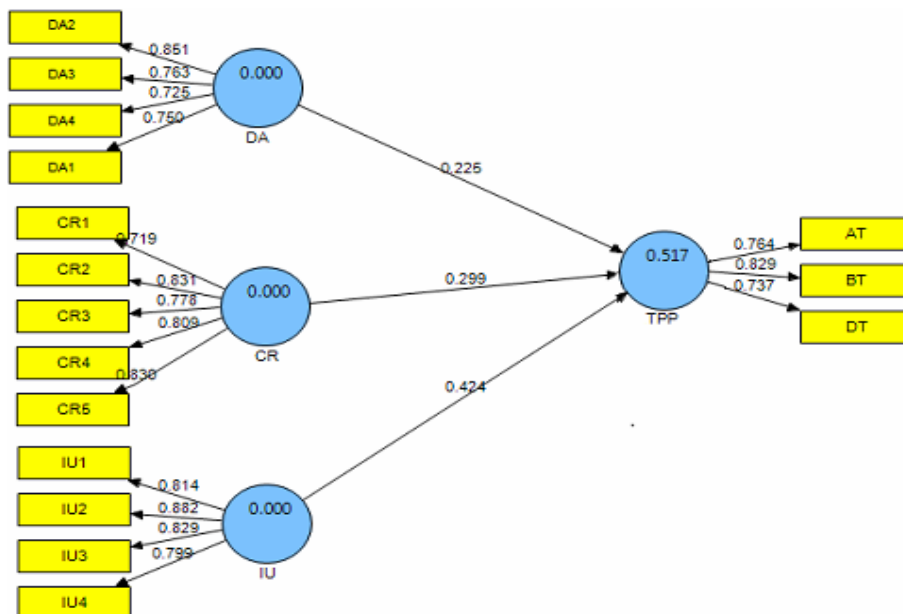 DA2
DA3
DA4
DA1
0.851
0.763
0.725
0.750
0.000
DA
0.225
CR1
CR2
CR3
CR4
CR5
0.719
0.831
0.778
0.809
0.830
0.000
CR
0.299
IU1
IU2
IU3
IU4
0.814
0.882
0.829
0.799
0.000
IU
0.424
0.517
TPP
0.764
0.829
0.737
AT
BT
DT